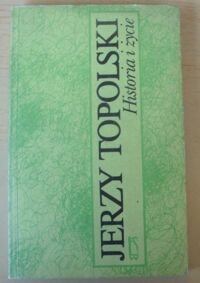 JERZY TOPOLSKI
Historia i życie